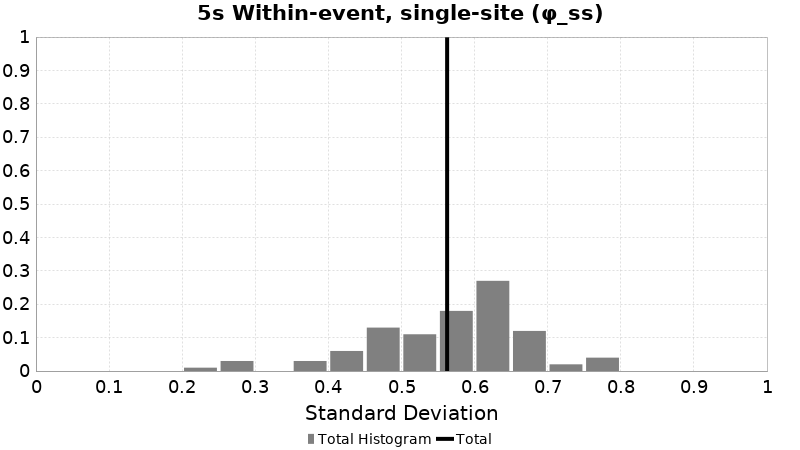 5s Within-event, single-site (φ_ss)
1
0.9
0.8
0.7
0.6
0.5
0.4
0.3
0.2
0.1
0
0 0.1 0.2 0.3 0.4 0.5 0.6 0.7 0.8 0.9 1
Standard Deviation
Total Histogram Total